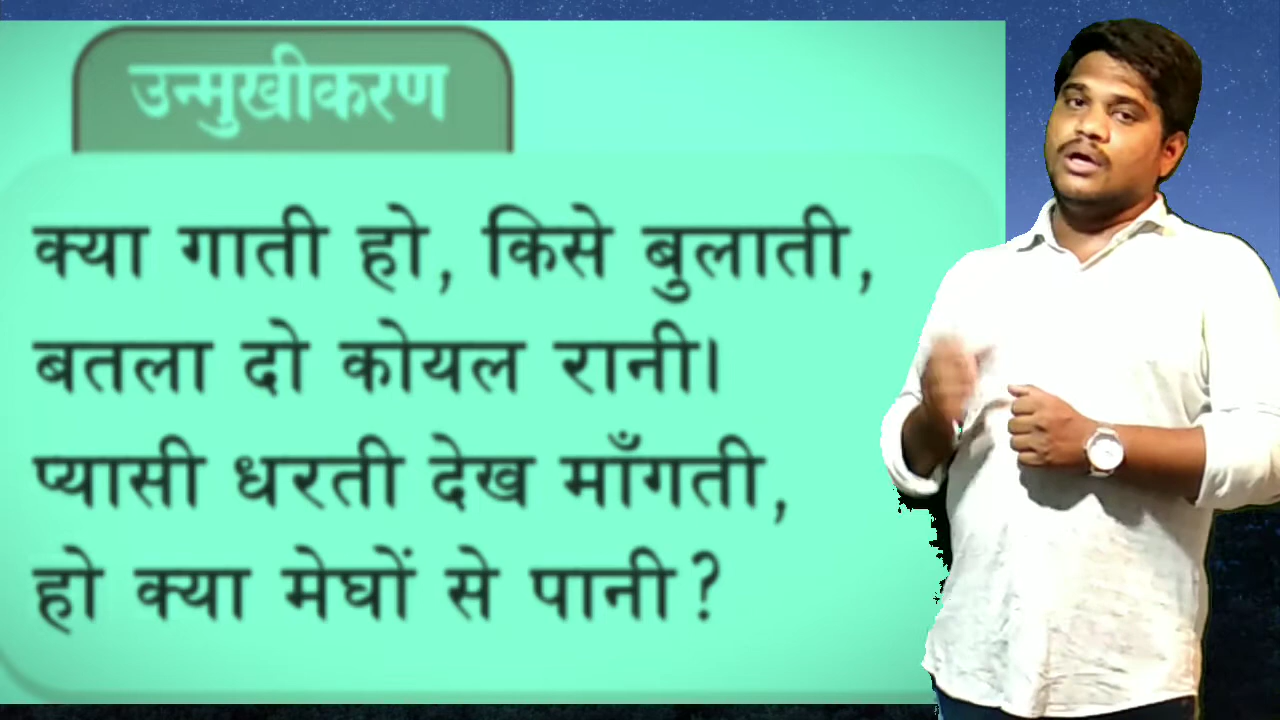 उन्मुखीकरण
क्या गाती हो, किसे बुलाती,
बतला दो कोयल रानी।
प्यासी धरती देख माँगती,
हो क्या मेघों से पानी?